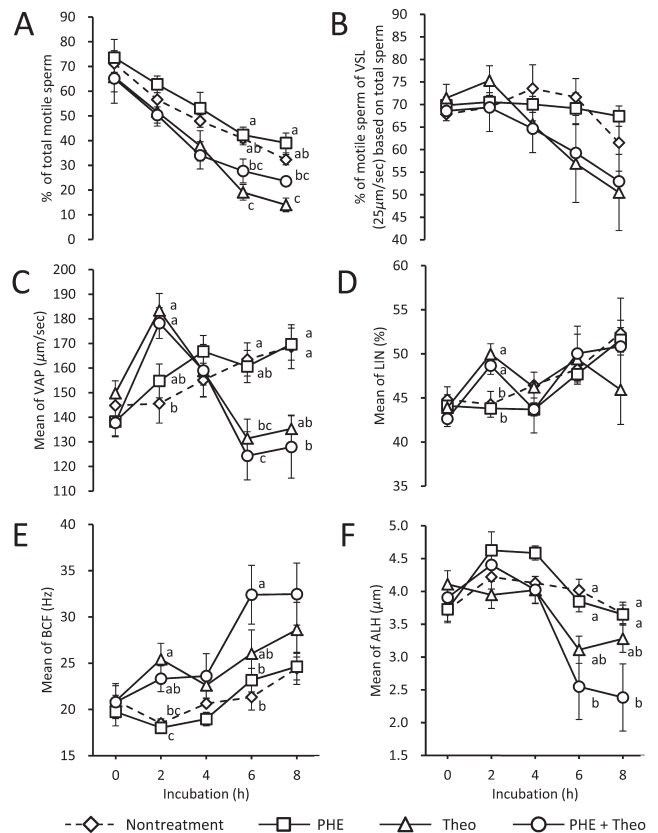 A
% of total motile sperm
90
80
70
60
50
40
30
20
10
0
a
ab
bc
c
a
ab
bc
c
B
% of motile sperm of VSL
(25μm/sec) based on total sperm
90
85
80
75
70
65
60
55
50
45
40
C
Mean of VAP (μm/sec)
200
190
180
170
160
150
140
130
120
110
a
a
ab
b
a
ab
bc
c
a
a
ab
b
D
Mean of LIN (%)
60
55
50
45
40
35
a
a
b
b
E
Mean of BCF (Hz)
40
35
30
25
20
15
a
ab
bc
c
a
ab
b
b
0 2 4 6 8
Incubation (h)
F
Mean of ALH (μm)
5.0
4.5
4.0
3.5
3.0
2.5
2.0
1.5
a
a
ab
b
a
a
ab
b
0 2 4 6 8
Incubation (h)
Nontreatment PHE Theo PHE + Theo